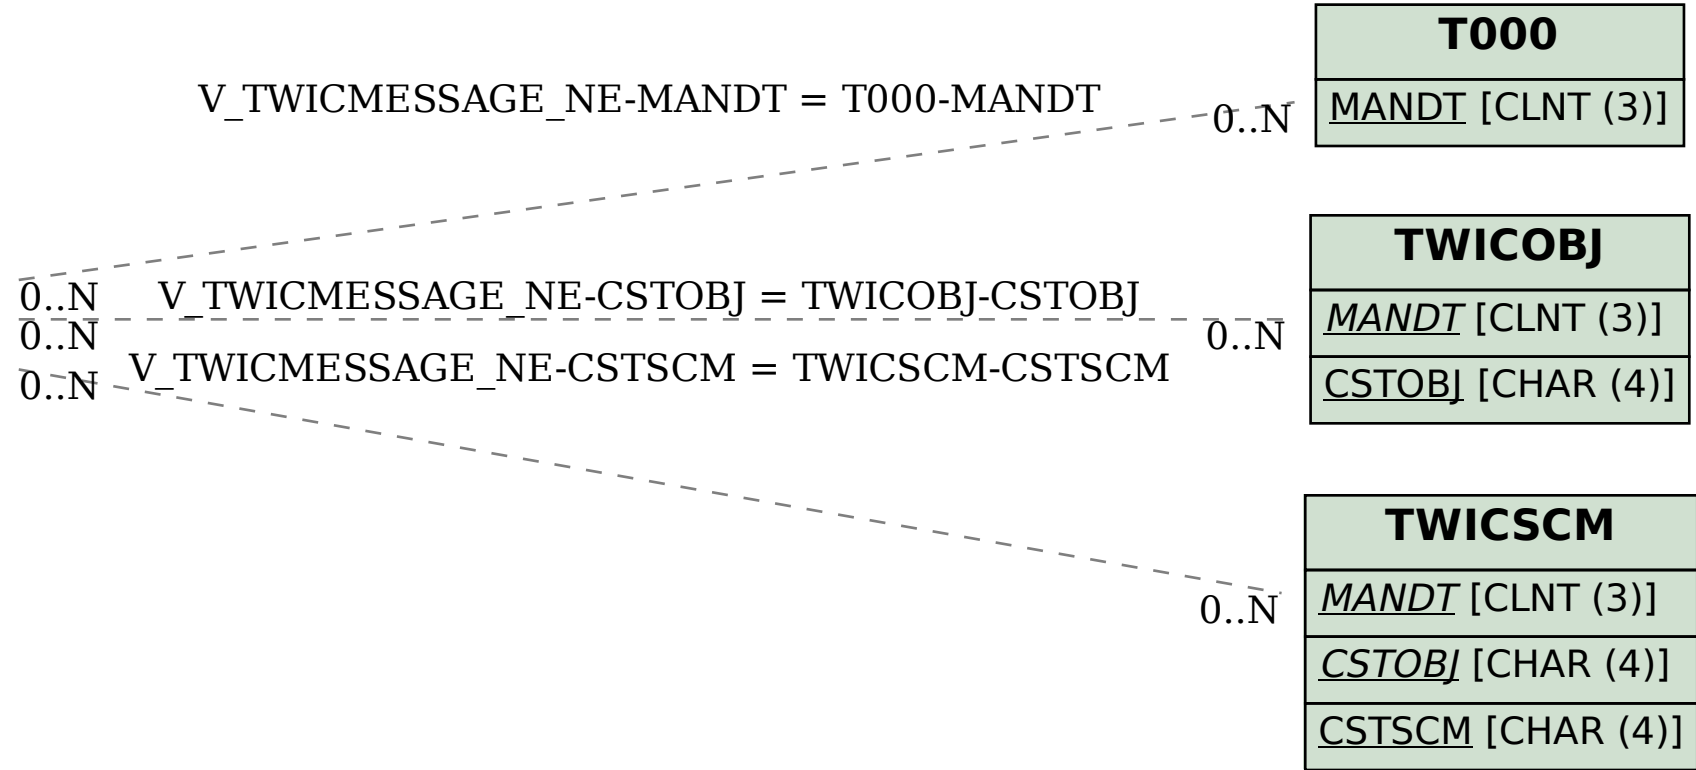 T000
MANDT [CLNT (3)]
V_TWICMESSAGE_NE-MANDT = T000-MANDT
0..N
0..N
TWICOBJ
MANDT [CLNT (3)]
CSTOBJ [CHAR (4)]
V_TWICMESSAGE_NE-CSTOBJ = TWICOBJ-CSTOBJ
0..N
0..N
V_TWICMESSAGE_NE-CSTSCM = TWICSCM-CSTSCM
0..N
0..N
TWICSCM
MANDT [CLNT (3)]
CSTOBJ [CHAR (4)]
CSTSCM [CHAR (4)]